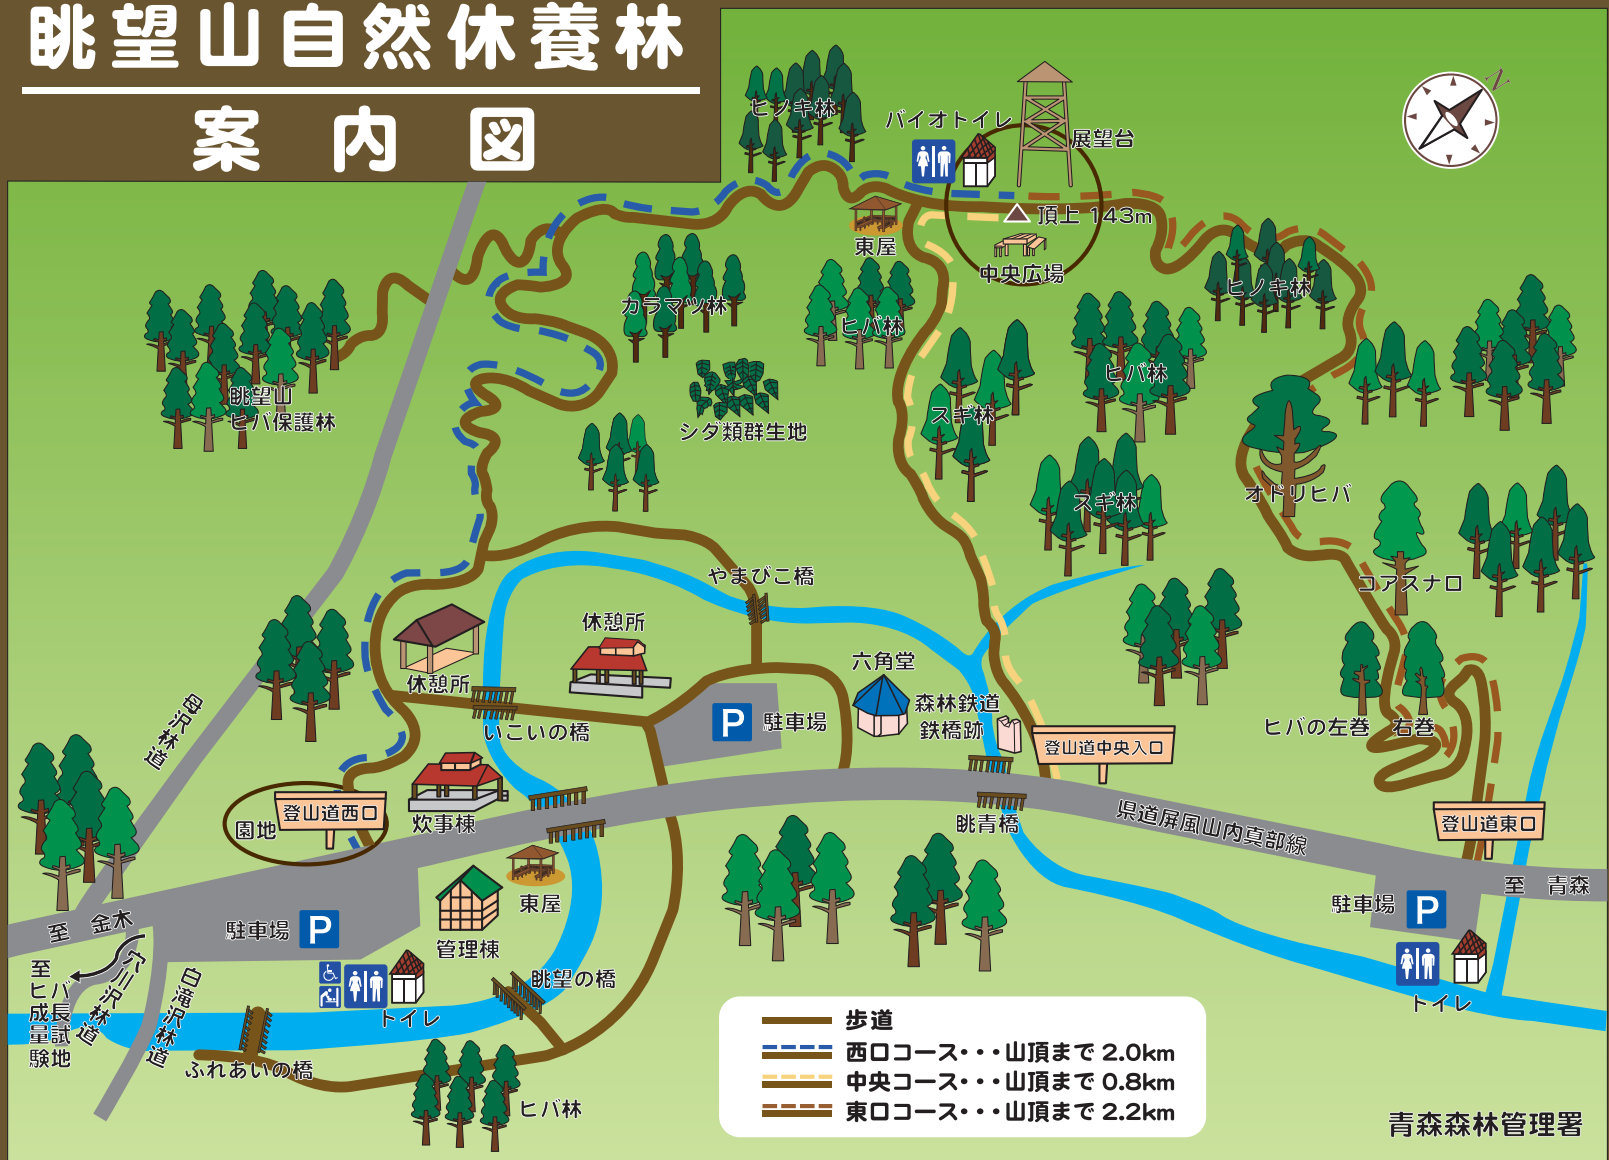 眺望山自然休養林
案内図
N
ヒノキ林
バイオトイレ
展望台
頂上 143m
東屋
中央広場
カラマツ林
ヒバ林
ヒノキ林
眺望山
ヒバ保護林
シダ類群生地
スギ林
ヒバ林
スギ林
オドリヒバ
コアスナロ
やまびこ橋
休憩所
休憩所
いこいの橋
六角堂
森林鉄道
鉄橋跡
P
駐車場
登山道中央入口
ヒバの左巻
右巻
母沢林道
園地
登山道西口
炊事棟
眺青橋
県道屏風山内真部線
登山道東口
至 青森
至 金木
駐車場
P
東屋
管理棟
駐車場
P
トイレ
至
ヒバ
成長
量試
験地
穴川沢林道
白滝沢林道
トイレ
眺望の橋
ふれあいの橋
ヒバ林
歩道
西口コース・・・山頂まで 2.0km
中央コース・・・山頂まで 0.8km
東口コース・・・山頂まで 2.2km
青森森林管理署